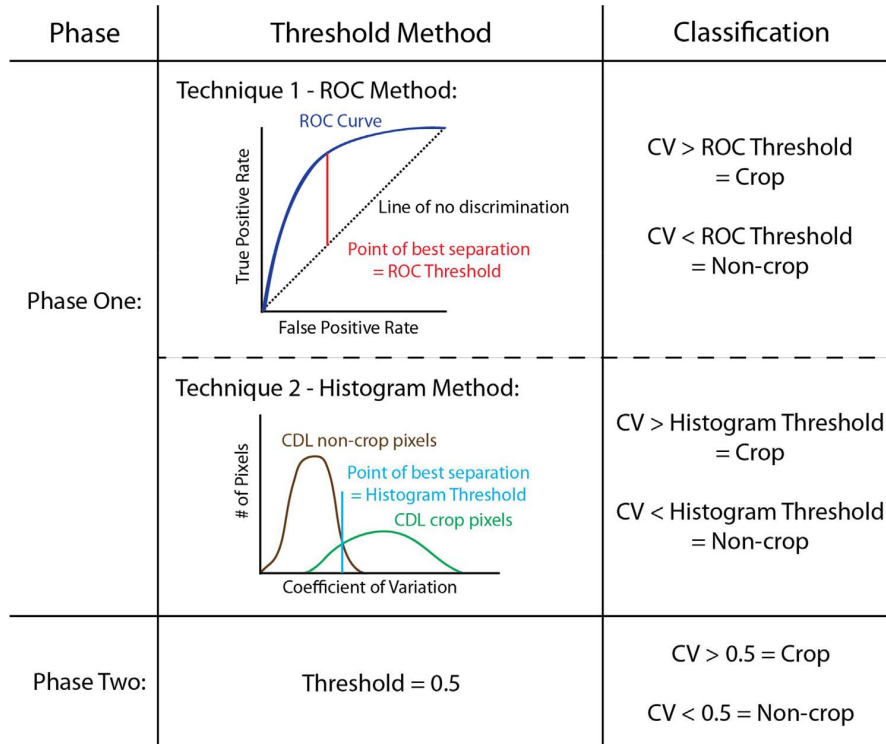 Phase
Threshold Method
Classification
Phase One:
Technique 1 - ROC Method:
ROC Curve
True Positive Rate
Line of no discrimination
Point of best separation
= ROC Threshold
False Positive Rate
CV > ROC Threshold
= Crop
CV < ROC Threshold
= Non-crop
Technique 2 - Histogram Method:
# of Pixels
CDL non-crop pixels
Point of best separation
= Histogram Threshold
CDL crop pixels
Coefficient of Variation
CV > Histogram Threshold
= Crop
CV < Histogram Threshold
= Non-crop
Phase Two:
Threshold = 0.5
CV > 0.5 = Crop
CV < 0.5 = Non-crop